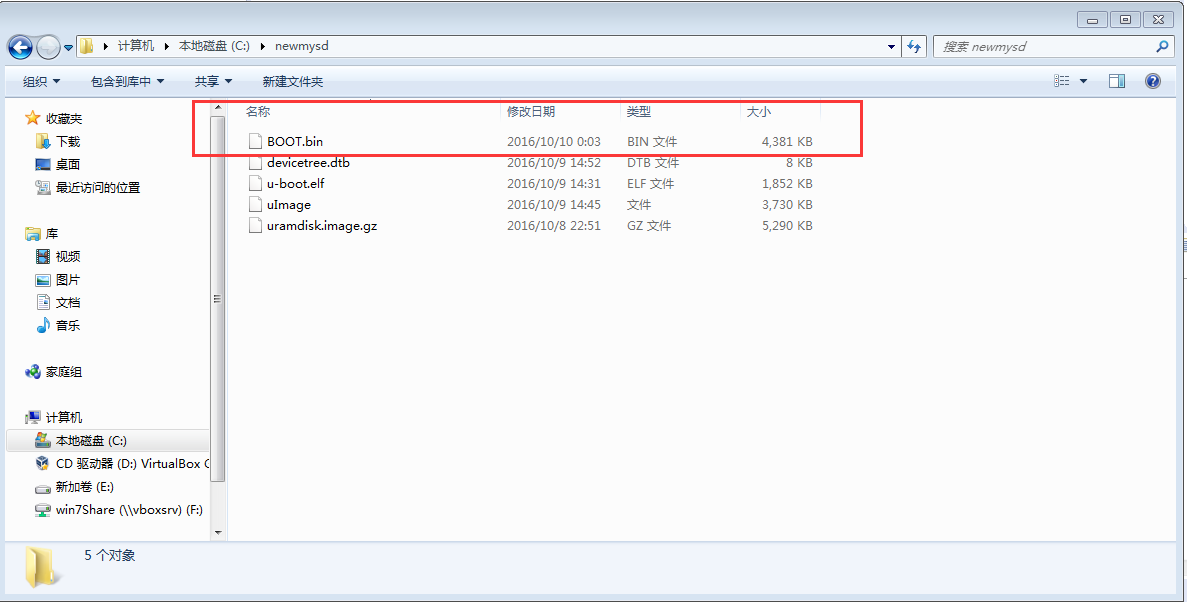 计算机 本地磁盘 (C:) newmysd 搜索 newmysd
组织 包含到库中 共享 新建文件夹
收藏夹
下载
桌面
最近访问的位置
库
视频
图片
文档
音乐
家庭组
计算机
本地磁盘 (C:)
CD 驱动器 (D:) VirtualBox
新加卷 (E:)
win7Share (\\vboxsrv) (F:)
名称 修改日期 类型 大小
BOOT.bin 2016/10/10 0:03 BIN 文件 4,381 KB
devicetree.dtb 2016/10/9 14:52 DTB 文件 8 KB
u-boot.elf 2016/10/9 14:31 ELF 文件 1,852 KB
uImage 2016/10/9 14:45 文件 3,730 KB
uramdisk.image.gz 2016/10/8 22:51 GZ 文件 5,290 KB
5 个对象